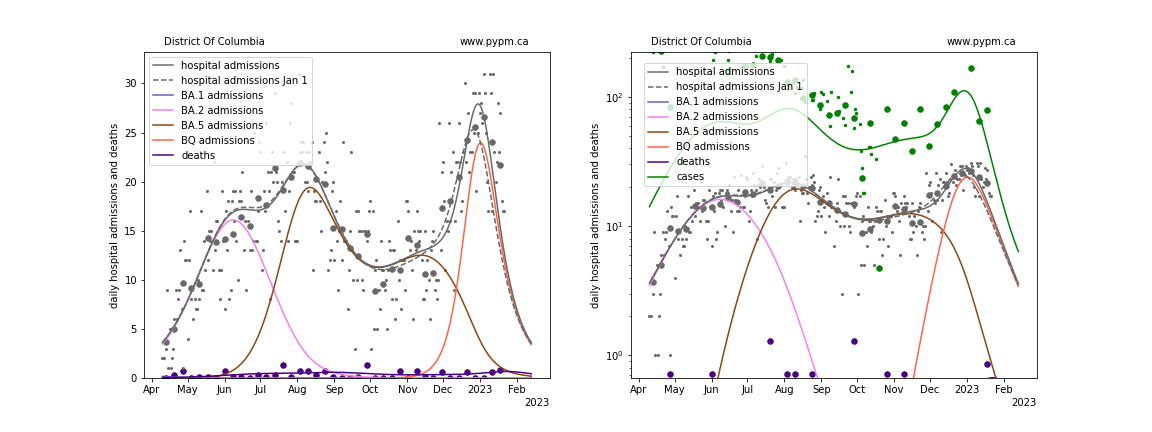 District Of Columbia
www.pypm.ca
hospital admissions
hospital admissions Jan 1
BA.1 admissions
BA.2 admissions
BA.5 admissions
BQ admissions
deaths
daily hospital admissions and deaths
30
25
20
15
10
5
0
Apr May Jun Jul Aug Sep Oct Nov Dec 2023 Feb
2023
District Of Columbia
www.pypm.ca
hospital admissions
hospital admissions Jan 1
BA.1 admissions
BA.2 admissions
BA.5 admissions
BQ admissions
deaths
cases
daily hospital admissions and deaths
10²
10¹
10⁰
Apr May Jun Jul Aug Sep Oct Nov Dec 2023 Feb
2023